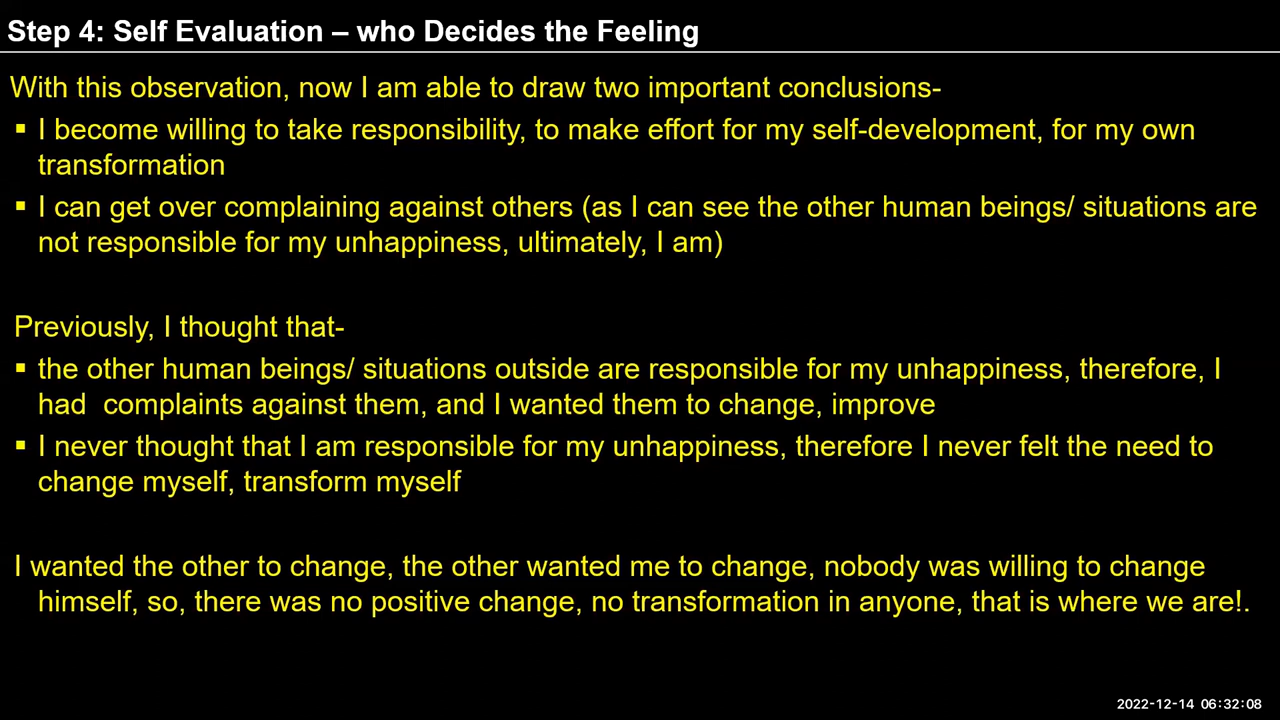 Step 4: Self Evaluation – who Decides the Feeling
With this observation, now I am able to draw two important conclusions-
▪ I become willing to take responsibility, to make effort for my self-development, for my own
transformation
▪ I can get over complaining against others (as I can see the other human beings/ situations are
not responsible for my unhappiness, ultimately, I am)
Previously, I thought that-
▪ the other human beings/ situations outside are responsible for my unhappiness, therefore, I
had  complaints against them, and I wanted them to change, improve
▪ I never thought that I am responsible for my unhappiness, therefore I never felt the need to
change myself, transform myself
I wanted the other to change, the other wanted me to change, nobody was willing to change
himself, so, there was no positive change, no transformation in anyone, that is where we are!.
2022-12-14 06:32:08